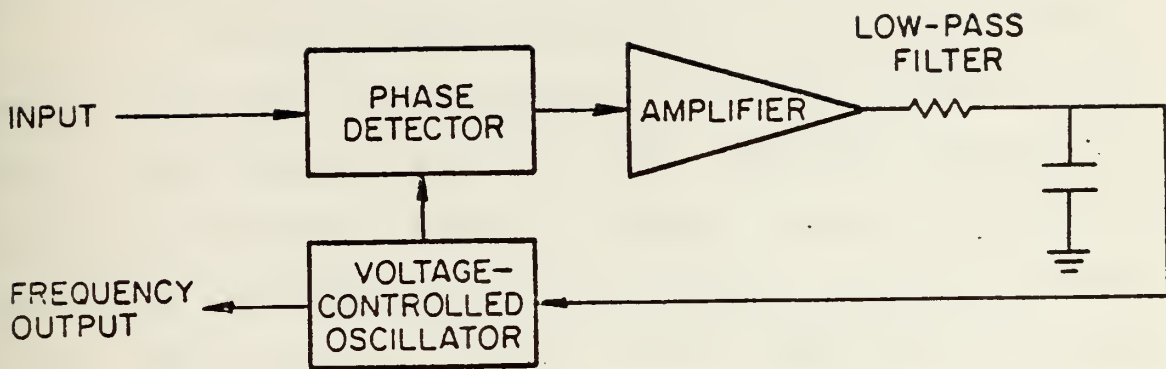 LOW-PASS
FILTER
INPUT
PHASE
DETECTOR
AMPLIFIER
FREQUENCY
OUTPUT
VOLTAGE-
CONTROLLED
OSCILLATOR